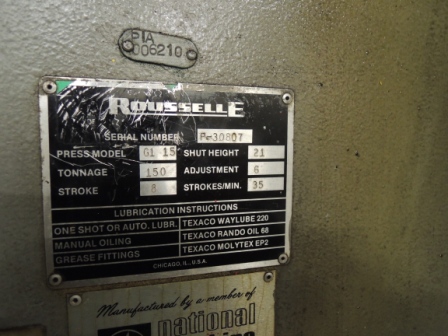 PIA
006210
ROUSSELLE
SERIAL NUMBER P-30807
PRESS MODEL G1 15 SHUT HEIGHT 21
TONNAGE 150 ADJUSTMENT 6
STROKE 8 STROKES/MIN. 35
LUBRICATION INSTRUCTIONS
ONE SHOT OR AUTO. LUBR. TEXACO WAYLUBE 220
MANUAL OILING TEXACO RANDO OIL 68
GREASE FITTINGS TEXACO MOLYTEX EP2
CHICAGO, IL., U.S.A.
Manufactured by a member of
national